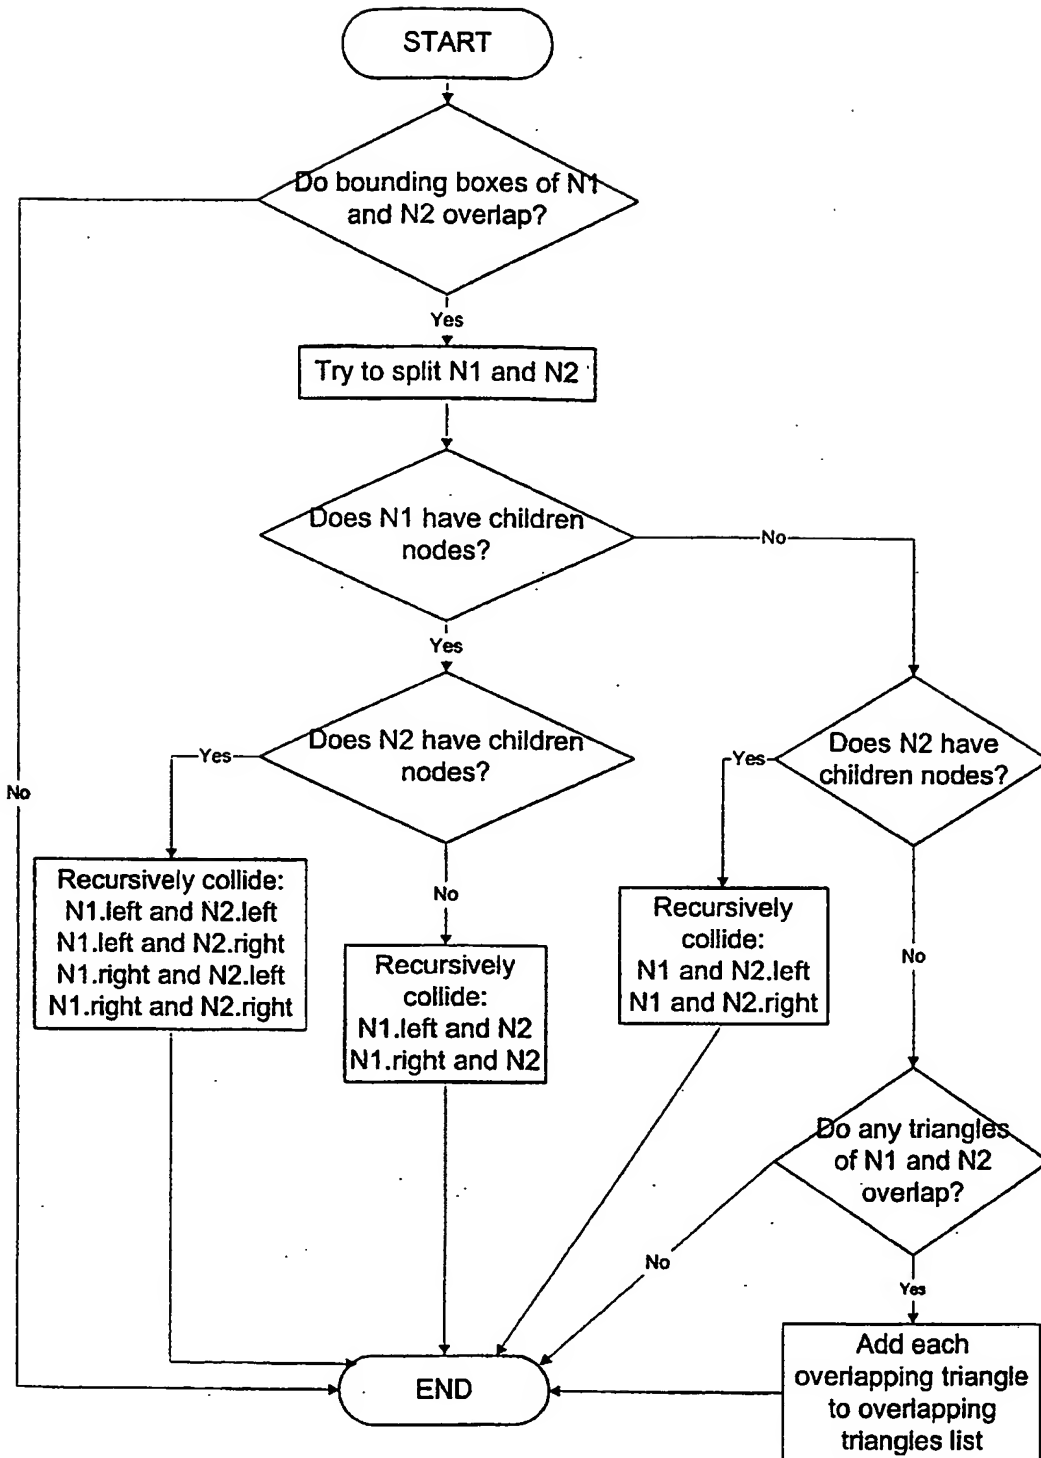 START
Do bounding boxes of N1
and N2 overlap?
Yes
Try to split N1 and N2
Does N1 have children
nodes?
No
Yes
Does N2 have children
nodes?
Yes
Does N2 have
children nodes?
Yes
No
Recursively collide:
N1.left and N2.left
N1.left and N2.right
N1.right and N2.left
N1.right and N2.right
No
Recursively
collide:
N1.left and N2
N1.right and N2
Recursively
collide:
N1 and N2.left
N1 and N2.right
No
Do any triangles
of N1 and N2
overlap?
No
Yes
Add each
overlapping triangle
to overlapping
triangles list
END